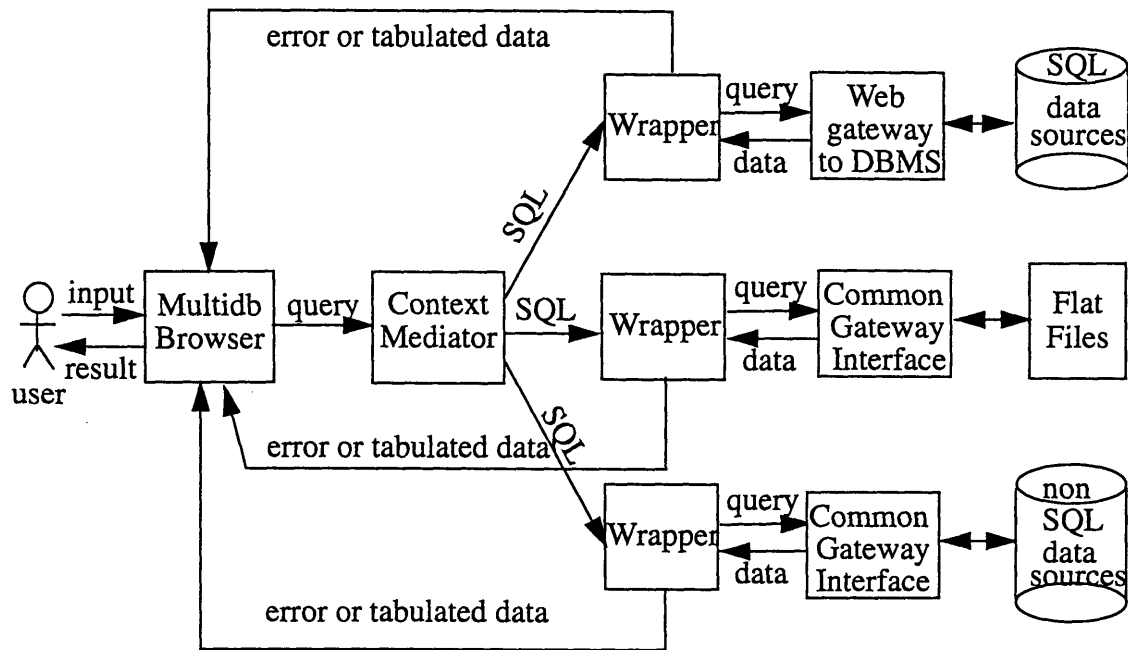 error or tabulated data
Wrapper
query
data
Web
gateway
to DBMS
SQL
data
sources
SQL
user
input
result
Multidb
Browser
query
Context
Mediator
SQL
Wrapper
query
data
Common
Gateway
Interface
Flat
Files
error or tabulated data
SQL
Wrapper
query
data
Common
Gateway
Interface
non
SQL
data
sources
error or tabulated data